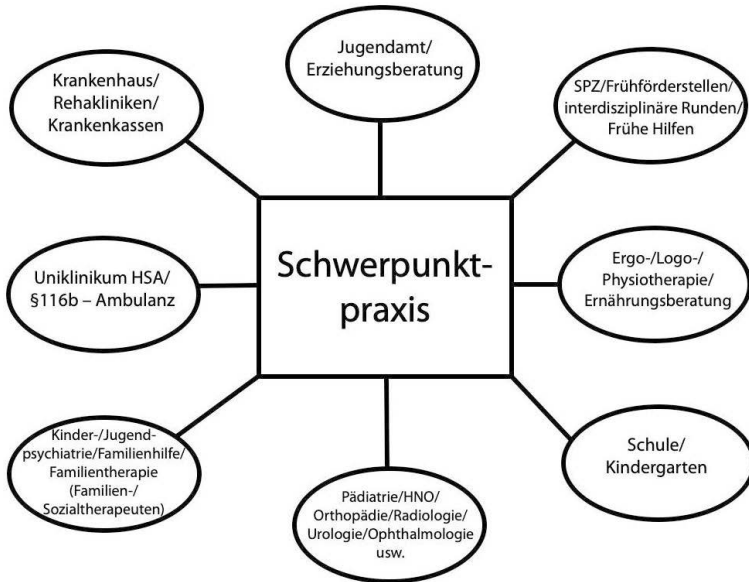 Jugendamt/
Erziehungsberatung
Krankenhaus/
Rehakliniken/
Krankenkassen
SPZ/Frühförderstellen/
interdisziplinäre Runden/
Frühe Hilfen
Schwerpunkt-
praxis
Uniklinikum HSA/
§116b – Ambulanz
Ergo-/Logo-/
Physiotherapie/
Ernährungsberatung
Kinder-/Jugend-
psychiatrie/Familienhilfe/
Familientherapie
(Familien-/
Sozialtherapeuten)
Pädiatrie/HNO/
Orthopädie/Radiologie/
Urologie/Ophthalmologie
usw.
Schule/
Kindergarten